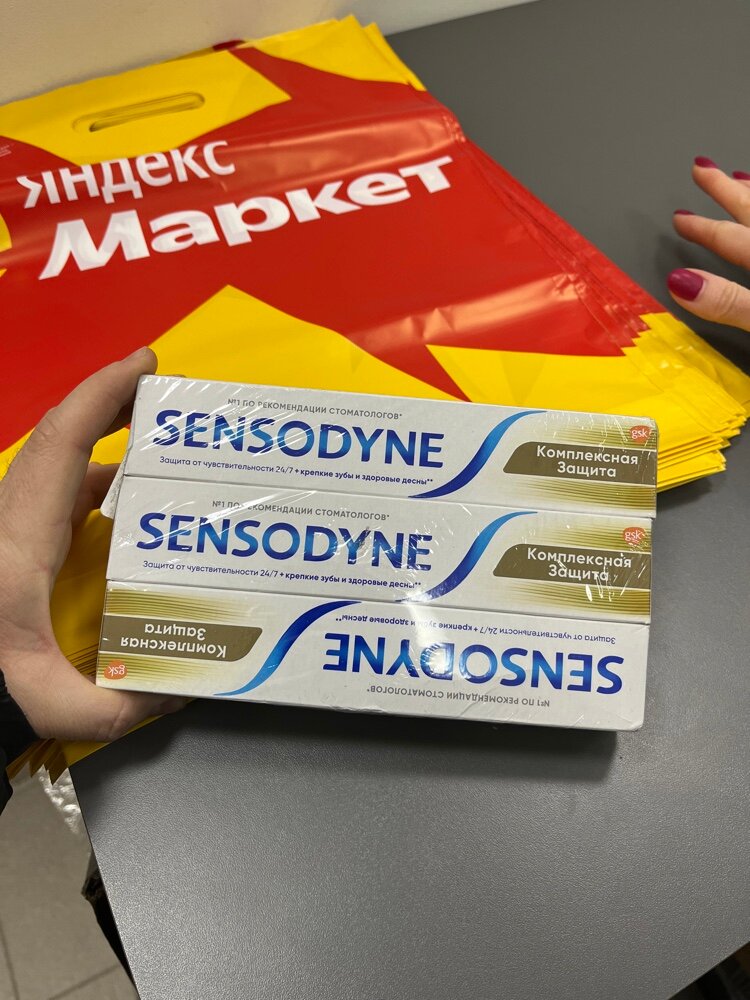 Яндекс
Маркет
№1 ПО РЕКОМЕНДАЦИИ СТОМАТОЛОГОВ*
SENSODYNE
Защита от чувствительности 24/7 + крепкие зубы и здоровые десны**
gsk
Комплексная
Защита
№1 ПО РЕКОМЕНДАЦИИ СТОМАТОЛОГОВ*
SENSODYNE
Защита от чувствительности 24/7 + крепкие зубы и здоровые десны**
gsk
Комплексная
Защита
№1 ПО РЕКОМЕНДАЦИИ СТОМАТОЛОГОВ*
SENSODYNE
Защита от чувствительности 24/7 + крепкие зубы и здоровые десны**
gsk
Комплексная
Защита